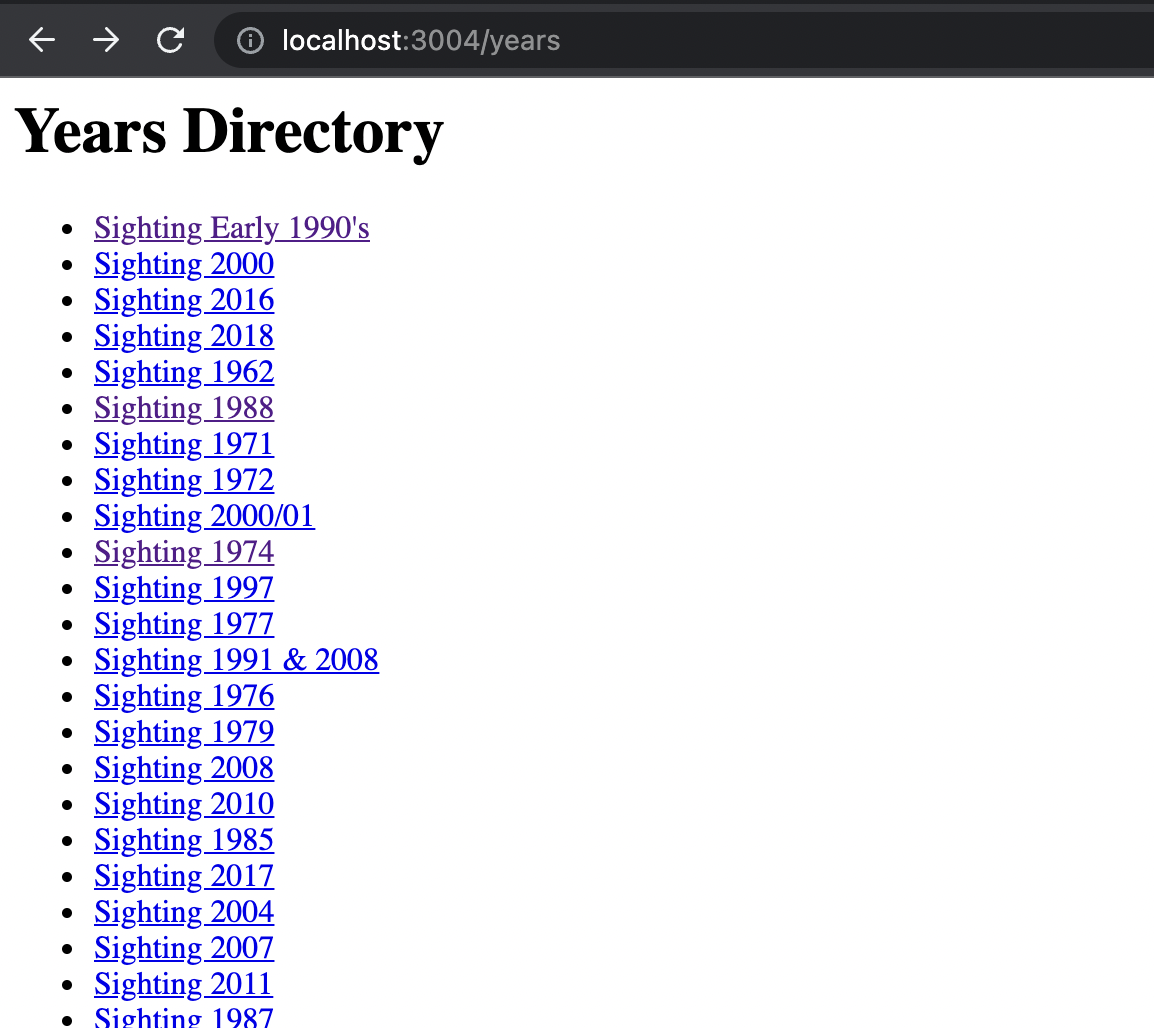 localhost:3004/years
Years Directory
Sighting Early 1990's
Sighting 2000
Sighting 2016
Sighting 2018
Sighting 1962
Sighting 1988
Sighting 1971
Sighting 1972
Sighting 2000/01
Sighting 1974
Sighting 1997
Sighting 1977
Sighting 1991 & 2008
Sighting 1976
Sighting 1979
Sighting 2008
Sighting 2010
Sighting 1985
Sighting 2017
Sighting 2004
Sighting 2007
Sighting 2011
Sighting 1987